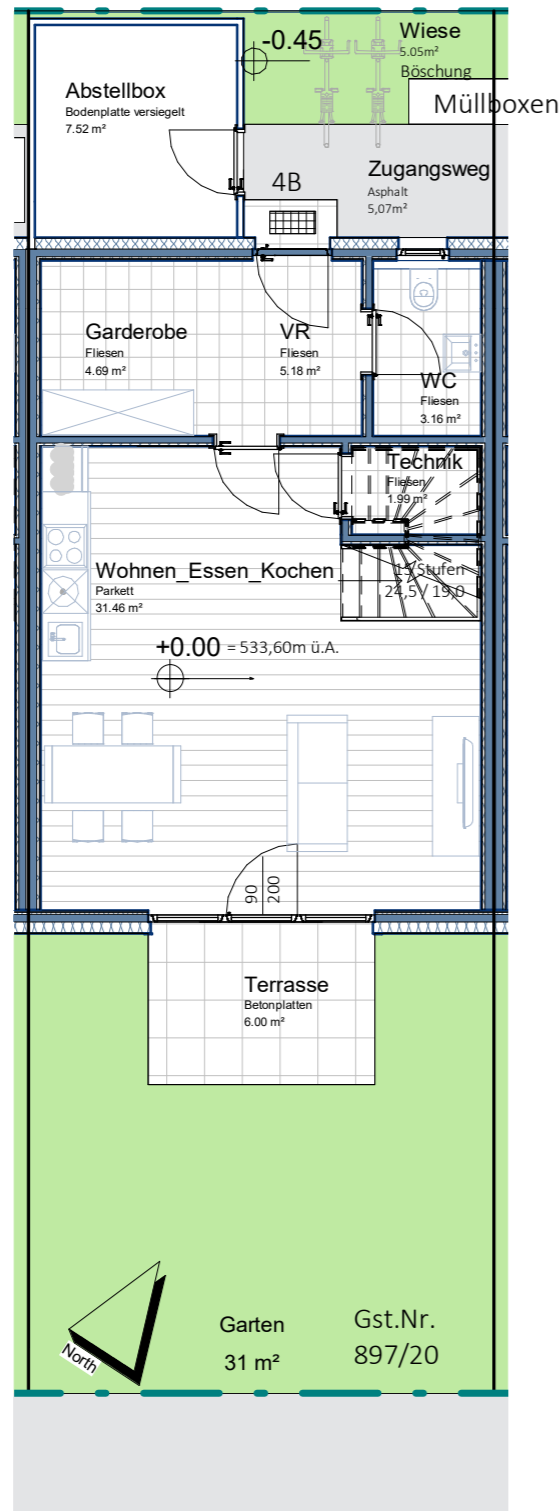 Wiese
5.05m²
Böschung
-0.45
Abstellbox
Bodenplatte versiegelt
7.52 m²
Müllboxen
Zugangsweg
Asphalt
5,07m²
4B
Garderobe
Fliesen
4.69 m²
VR
Fliesen
5.18 m²
WC
Fliesen
3.16 m²
Technik
Fliesen
1.99 m²
Wohnen_Essen_Kochen
Parkett
31.46 m²
15 Stufen
24,5 / 19,0
+0.00 = 533,60m ü.A.
90
200
Terrasse
Betonplatten
6.00 m²
North
Garten
31 m²
Gst.Nr.
897/20